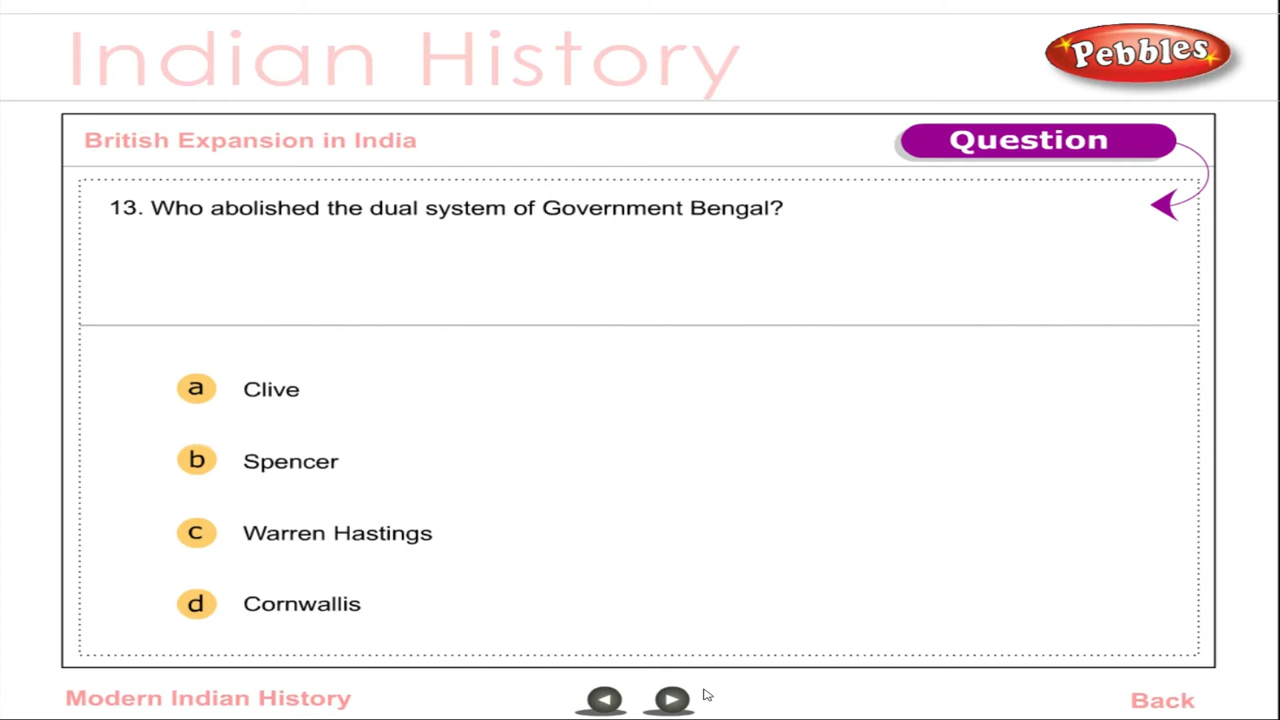 Indian History
Pebbles
British Expansion in India
Question
13. Who abolished the dual system of Government Bengal?
a Clive
b Spencer
c Warren Hastings
d Cornwallis
Modern Indian History
Back